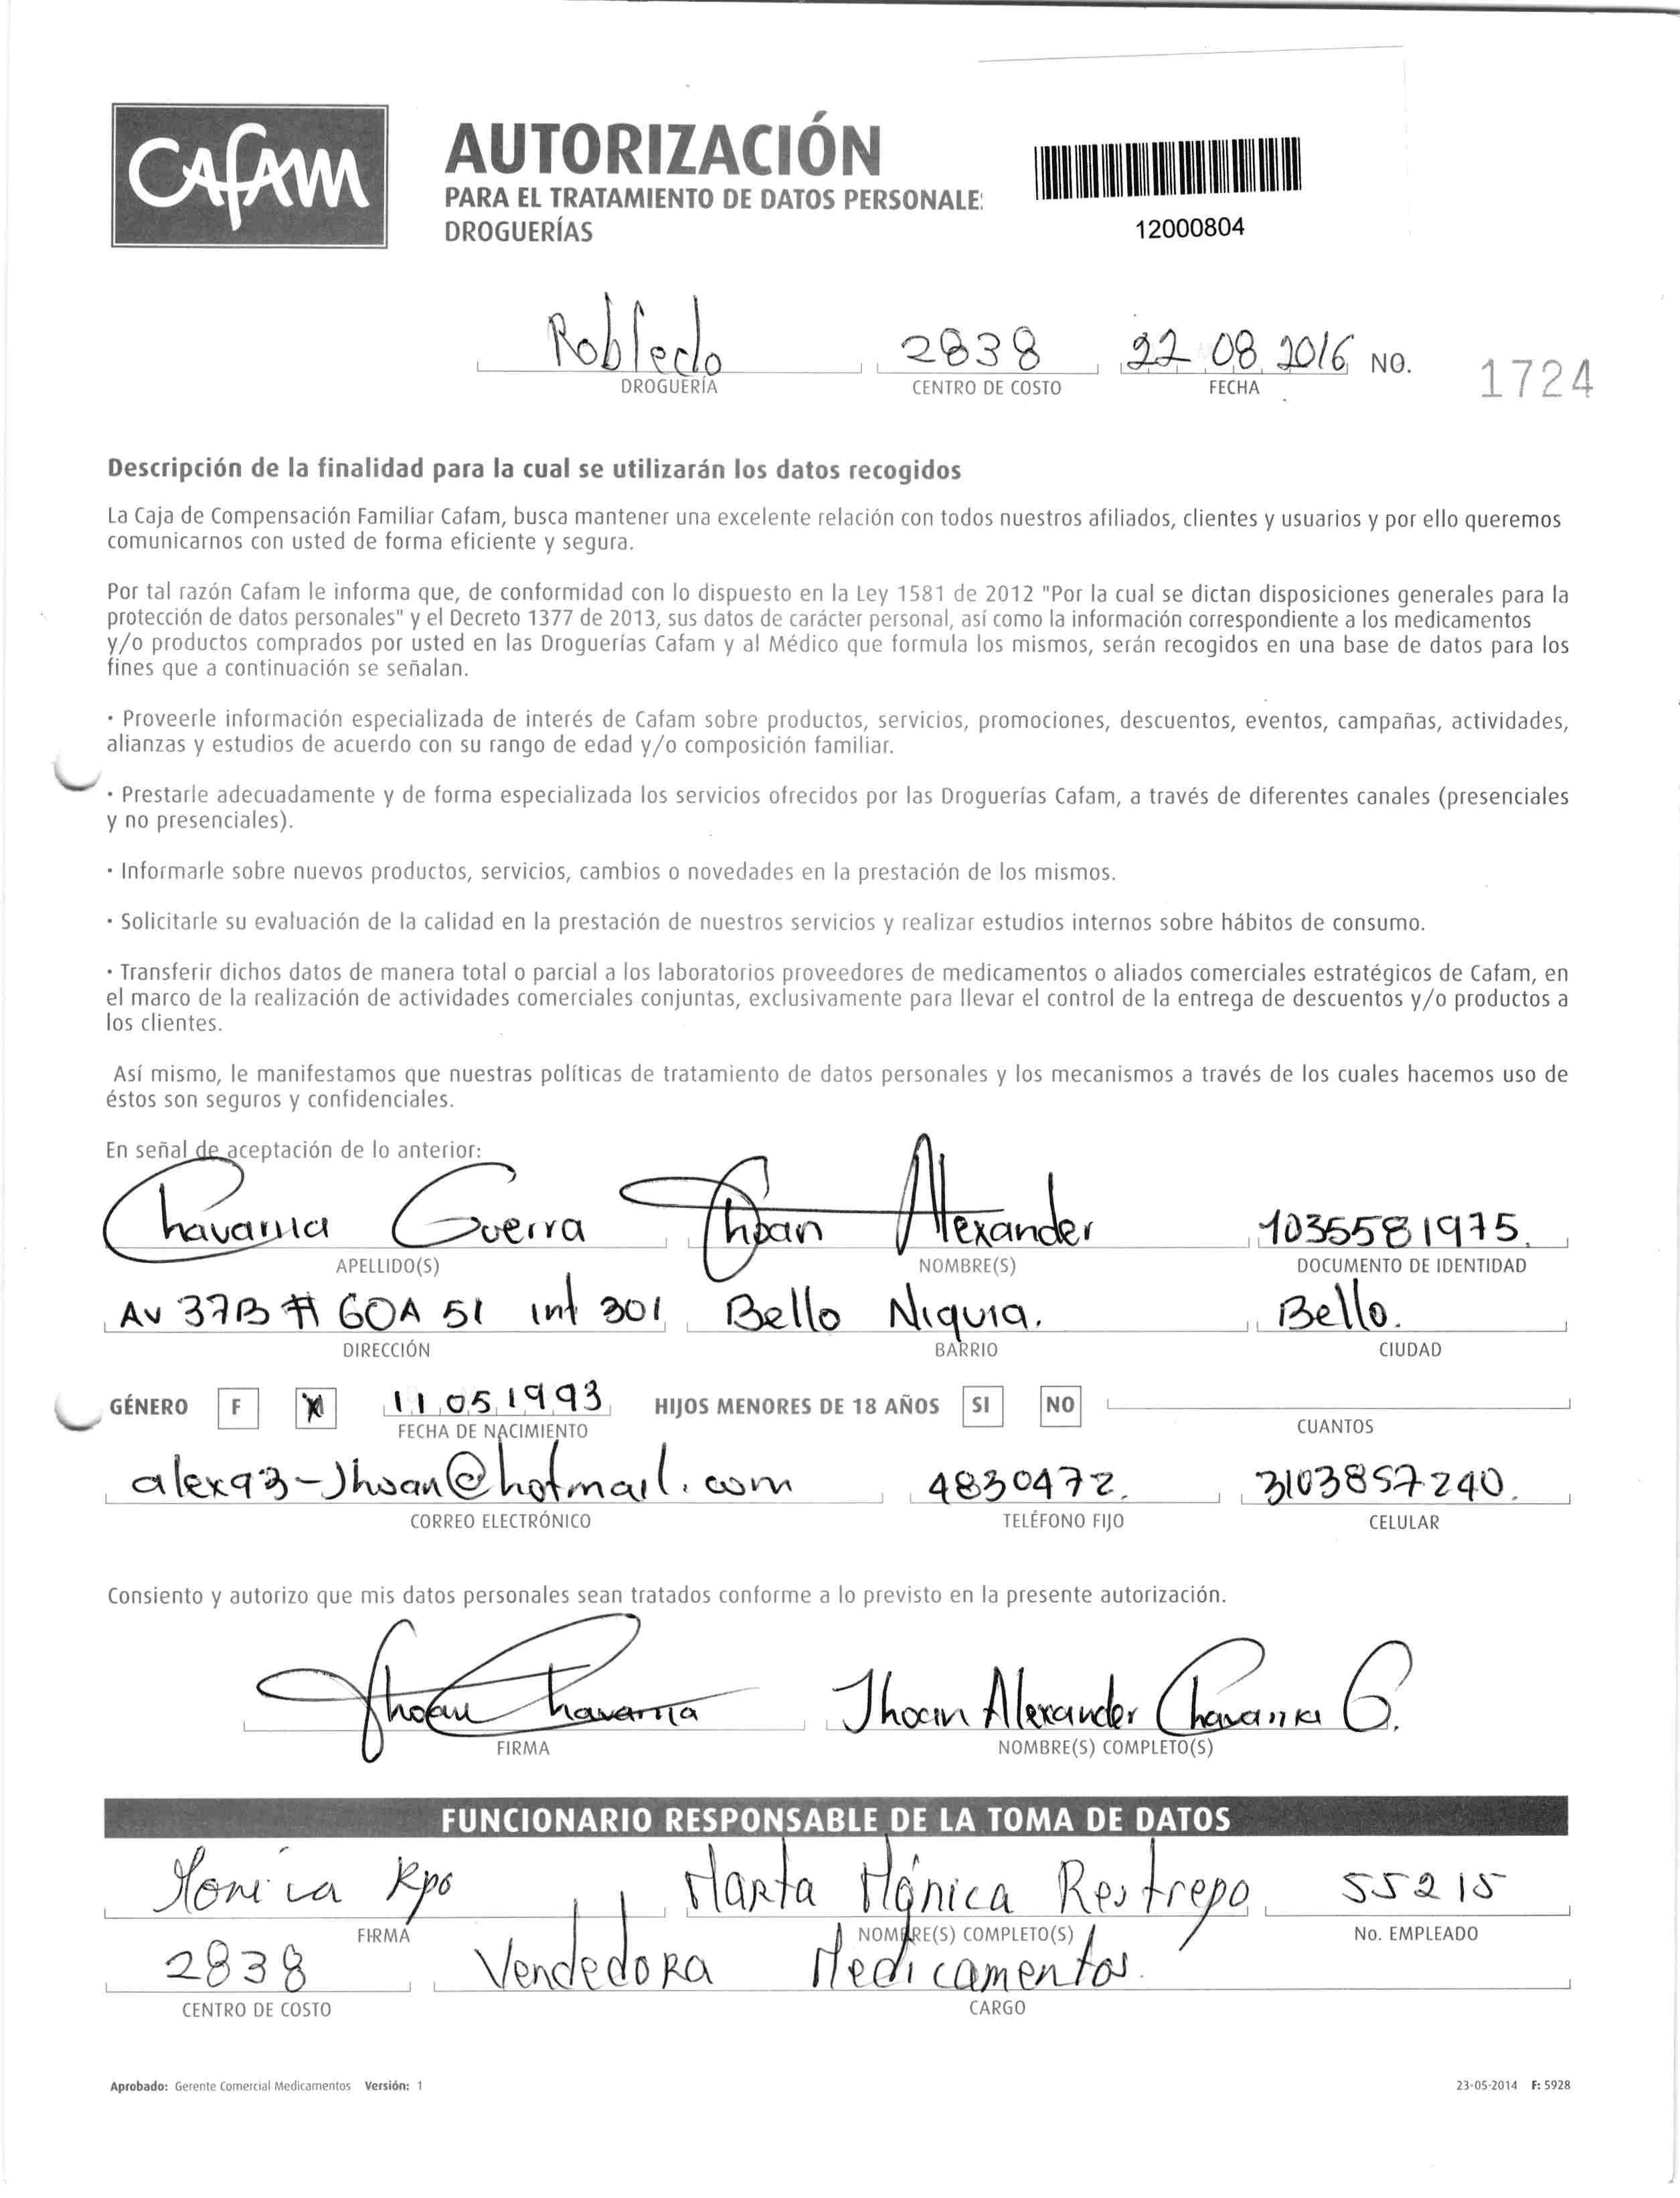 CAFAM
AUTORIZACIÓN
PARA EL TRATAMIENTO DE DATOS PERSONALE
DROGUERÍAS
12000804
Robledo 2838 22 08 2016 NO. 1724
DROGUERÍA CENTRO DE COSTO FECHA
Descripción de la finalidad para la cual se utilizarán los datos recogidos
La Caja de Compensación Familiar Cafam, busca mantener una excelente relación con todos nuestros afiliados, clientes y usuarios y por ello queremos
comunicarnos con usted de forma eficiente y segura.
Por tal razón Cafam le informa que, de conformidad con lo dispuesto en la Ley 1581 de 2012 "Por la cual se dictan disposiciones generales para la
protección de datos personales" y el Decreto 1377 de 2013, sus datos de carácter personal, así como la información correspondiente a los medicamentos
y/o productos comprados por usted en las Droguerías Cafam y al Médico que formula los mismos, serán recogidos en una base de datos para los
fines que a continuación se señalan.
· Proveerle información especializada de interés de Cafam sobre productos, servicios, promociones, descuentos, eventos, campañas, actividades,
alianzas y estudios de acuerdo con su rango de edad y/o composición familiar.
· Prestarle adecuadamente y de forma especializada los servicios ofrecidos por las Droguerías Cafam, a través de diferentes canales (presenciales
y no presenciales).
· Informarle sobre nuevos productos, servicios, cambios o novedades en la prestación de los mismos.
· Solicitarle su evaluación de la calidad en la prestación de nuestros servicios y realizar estudios internos sobre hábitos de consumo.
· Transferir dichos datos de manera total o parcial a los laboratorios proveedores de medicamentos o aliados comerciales estratégicos de Cafam, en
el marco de la realización de actividades comerciales conjuntas, exclusivamente para llevar el control de la entrega de descuentos y/o productos a
los clientes.
Así mismo, le manifestamos que nuestras políticas de tratamiento de datos personales y los mecanismos a través de los cuales hacemos uso de
éstos son seguros y confidenciales.
En señal de aceptación de lo anterior:
Chavarria Guerra Jhoan Alexander 1035581975.
APELLIDO(S) NOMBRE(S) DOCUMENTO DE IDENTIDAD
Av 37B # 60A 51 int 301 Bello Niquia. Bello.
DIRECCIÓN BARRIO CIUDAD
GÉNERO F M 11 05 1993 HIJOS MENORES DE 18 AÑOS SI NO
FECHA DE NACIMIENTO CUANTOS
alex93-Jhoan@hotmail.com 4830472. 3103857240.
CORREO ELECTRÓNICO TELÉFONO FIJO CELULAR
Consiento y autorizo que mis datos personales sean tratados conforme a lo previsto en la presente autorización.
Jhoan Chavarria Jhoan Alexander Chavarria G.
FIRMA NOMBRE(S) COMPLETO(S)
FUNCIONARIO RESPONSABLE DE LA TOMA DE DATOS
Monica Rpo Marta Mónica Restrepo 55215
FIRMA NOMBRE(S) COMPLETO(S) No. EMPLEADO
2838 Vendedora Medicamentos.
CENTRO DE COSTO CARGO
Aprobado: Gerente Comercial Medicamentos Versión: 1 23-05-2014 F: 5928